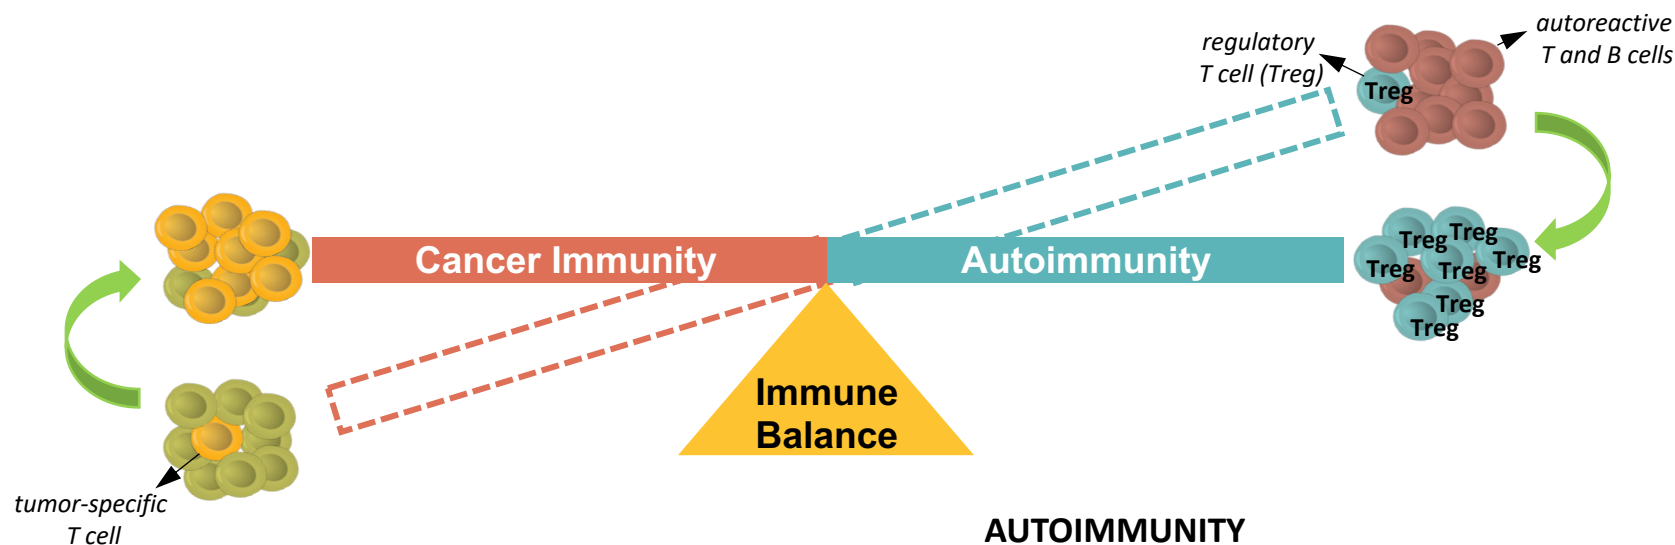 regulatory
T cell (Treg)
autoreactive
T and B cells
Treg
Cancer Immunity
Autoimmunity
Treg
Treg
Treg
Treg
Treg
Treg
Treg
Immune
Balance
tumor-specific
T cell
AUTOIMMUNITY